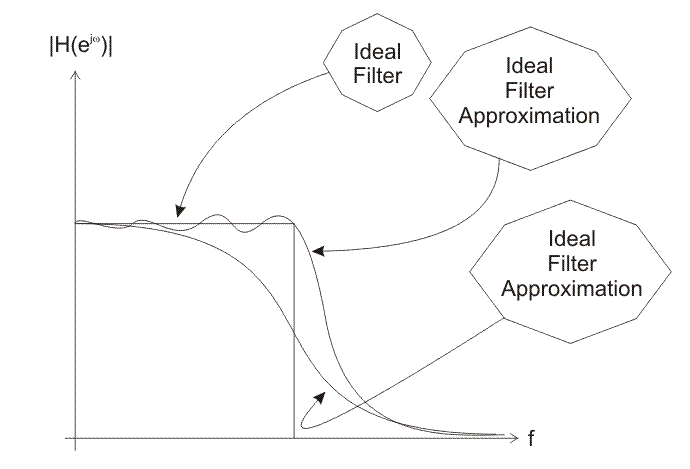 |H(e^jω)|
Ideal
Filter
Ideal
Filter
Approximation
Ideal
Filter
Approximation
f